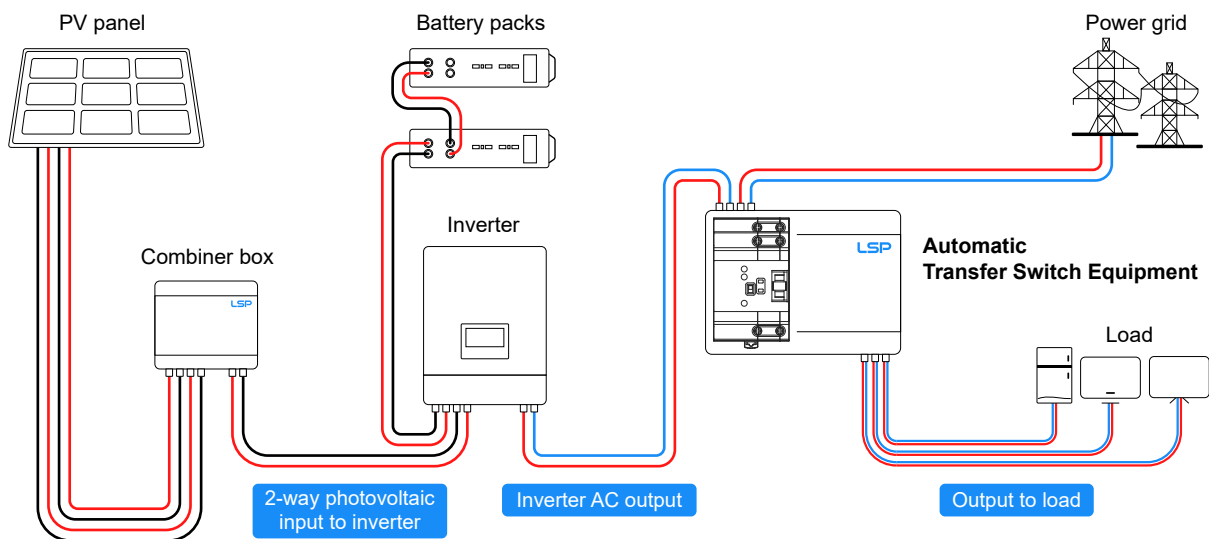 PV panel
Battery packs
Power grid
Inverter
Combiner box
LSP
LSP
Automatic
Transfer Switch Equipment
Load
2-way photovoltaic
input to inverter
Inverter AC output
Output to load